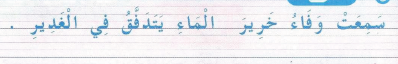 سَمِعَتْ وَفَاءُ خَرِيرَ الْمَاءِ يَتَدَفَّقُ فِي الْغَدِيرِ .